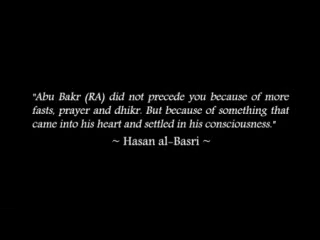 "Abu Bakr (RA) did not precede you because of more
fasts, prayer and dhikr. But because of something that
came into his heart and settled in his consciousness."
~ Hasan al-Basri ~